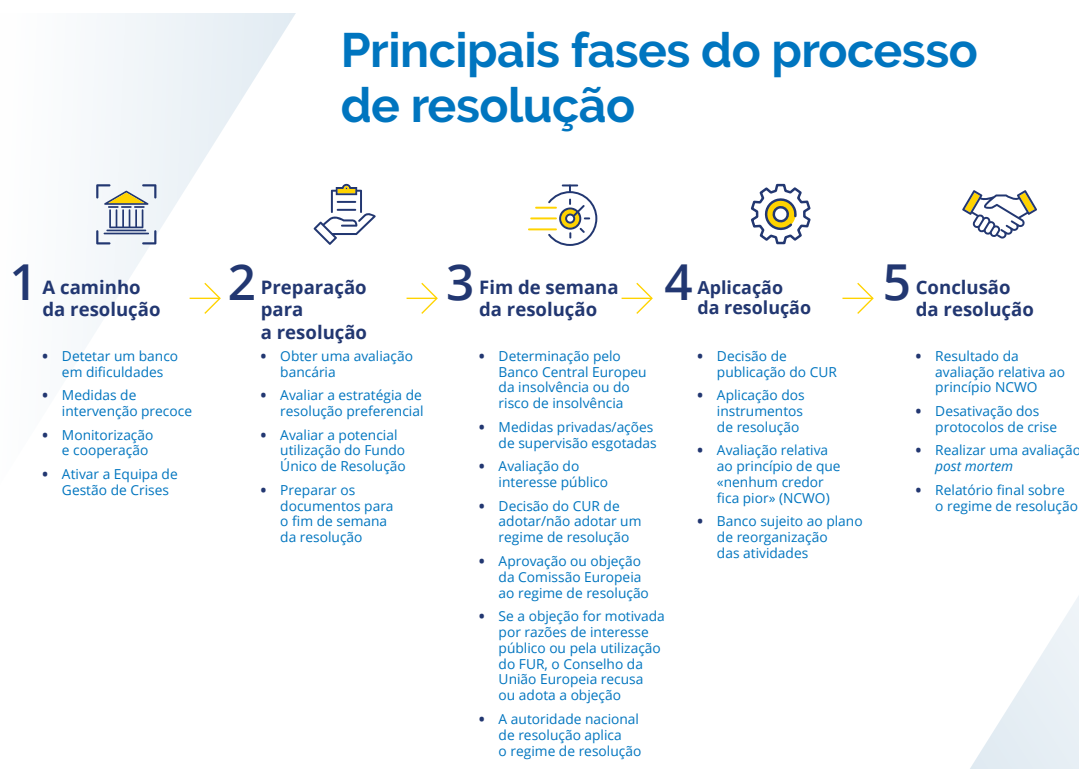 Principais fases do processo
de resolução
1 A caminho
da resolução
• Detetar um banco
em dificuldades
• Medidas de
intervenção precoce
• Monitorização
e cooperação
• Ativar a Equipa de
Gestão de Crises
2 Preparação
para
a resolução
• Obter uma avaliação
bancária
• Avaliar a estratégia de
resolução preferencial
• Avaliar a potencial
utilização do Fundo
Único de Resolução
• Preparar os
documentos para
o fim de semana
da resolução
3 Fim de semana
da resolução
• Determinação pelo
Banco Central Europeu
da insolvência ou do
risco de insolvência
• Medidas privadas/ações
de supervisão esgotadas
• Avaliação do
interesse público
• Decisão do CUR de
adotar/não adotar um
regime de resolução
• Aprovação ou objeção
da Comissão Europeia
ao regime de resolução
• Se a objeção for motivada
por razões de interesse
público ou pela utilização
do FUR, o Conselho da
União Europeia recusa
ou adota a objeção
• A autoridade nacional
de resolução aplica
o regime de resolução
4 Aplicação
da resolução
• Decisão de
publicação do CUR
• Aplicação dos
instrumentos
de resolução
• Avaliação relativa
ao princípio de que
«nenhum credor
fica pior» (NCWO)
• Banco sujeito ao plano
de reorganização
das atividades
5 Conclusão
da resolução
• Resultado da
avaliação relativa ao
princípio NCWO
• Desativação dos
protocolos de crise
• Realizar uma avaliação
post mortem
• Relatório final sobre
o regime de resolução